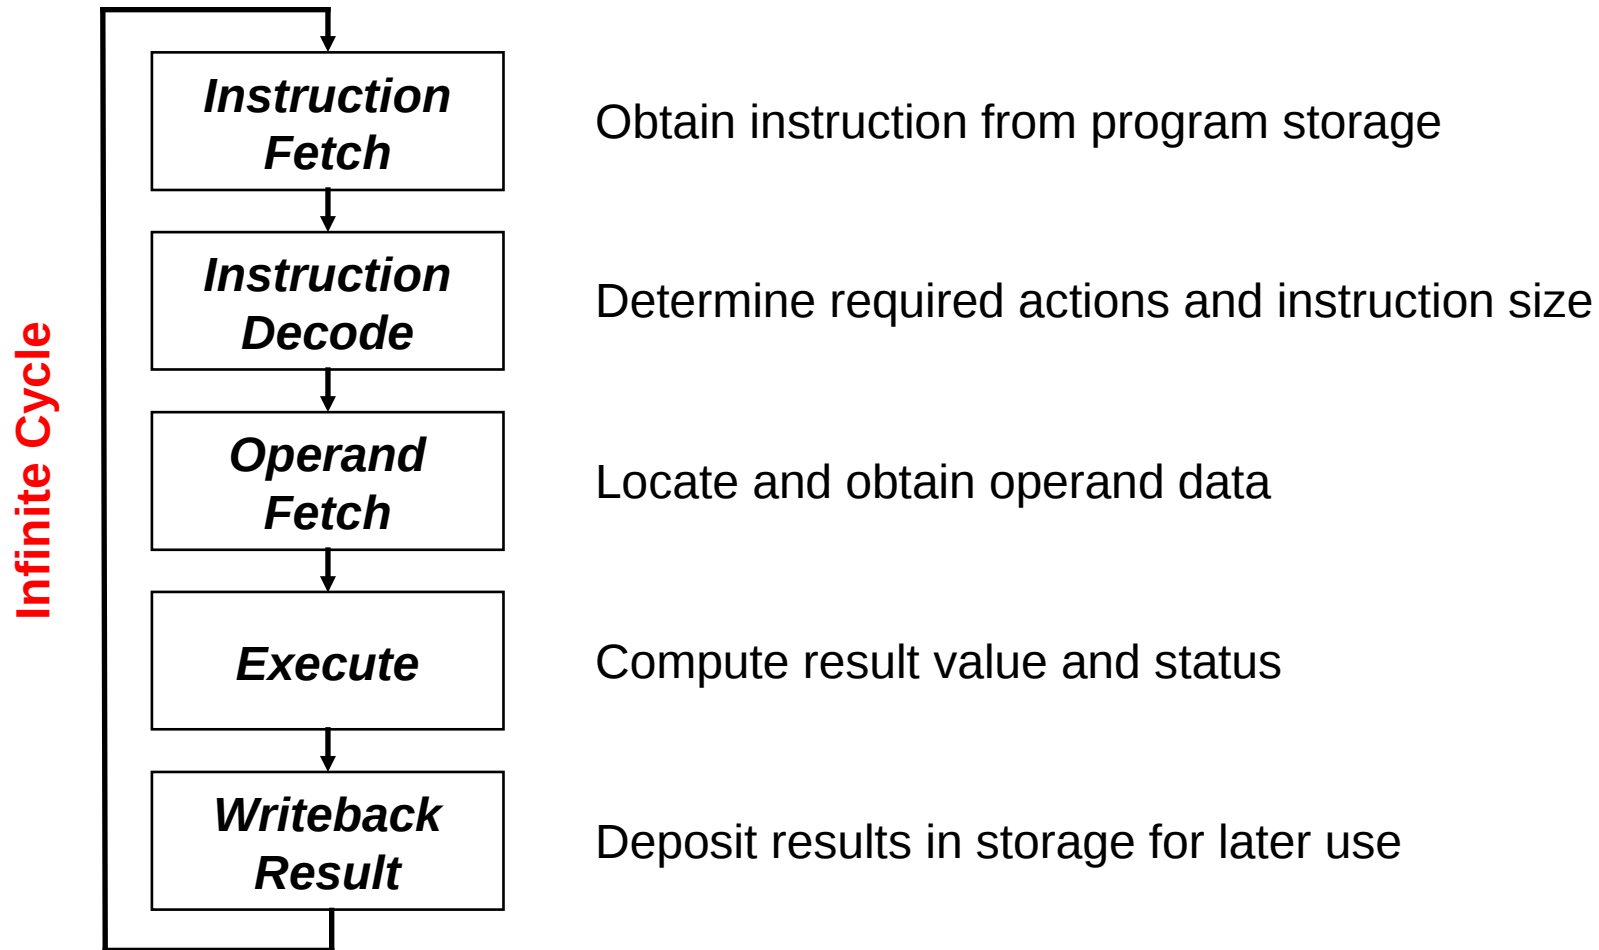 Infinite Cycle
Instruction
Fetch
Obtain instruction from program storage
Instruction
Decode
Determine required actions and instruction size
Operand
Fetch
Locate and obtain operand data
Execute
Compute result value and status
Writeback
Result
Deposit results in storage for later use